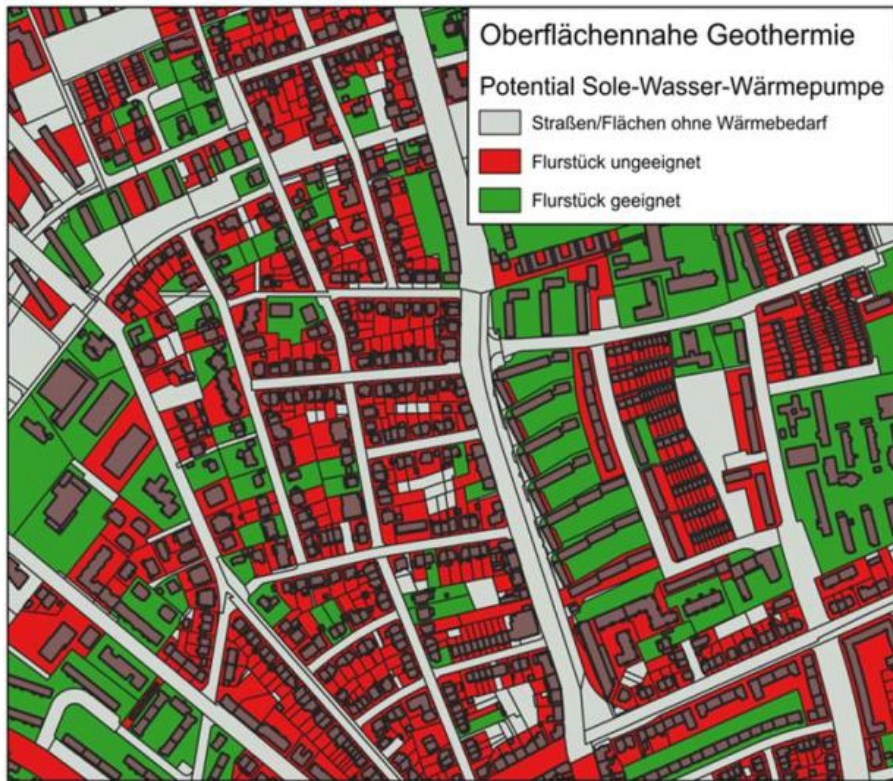 Oberflächennahe Geothermie
Potential Sole-Wasser-Wärmepumpe
Straßen/Flächen ohne Wärmebedarf
Flurstück ungeeignet
Flurstück geeignet